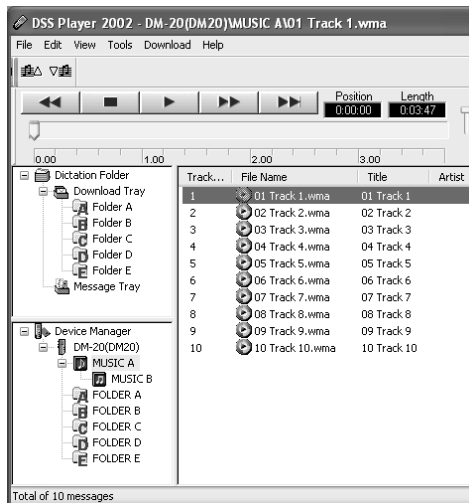 DSS Player 2002 - DM-20(DM20)\MUSIC A\01 Track 1.wma
File Edit View Tools Download Help
Position Length
0:00:00 0:03:47
0.00 1.00 2.00 3.00
Dictation Folder
Download Tray
Folder A
Folder B
Folder C
Folder D
Folder E
Message Tray
Device Manager
DM-20(DM20)
MUSIC A
MUSIC B
FOLDER A
FOLDER B
FOLDER C
FOLDER D
FOLDER E
Track... File Name Title Artist
1 01 Track 1.wma 01 Track 1
2 02 Track 2.wma 02 Track 2
3 03 Track 3.wma 03 Track 3
4 04 Track 4.wma 04 Track 4
5 05 Track 5.wma 05 Track 5
6 06 Track 6.wma 06 Track 6
7 07 Track 7.wma 07 Track 7
8 08 Track 8.wma 08 Track 8
9 09 Track 9.wma 09 Track 9
10 10 Track 10.wma 10 Track 10
Total of 10 messages